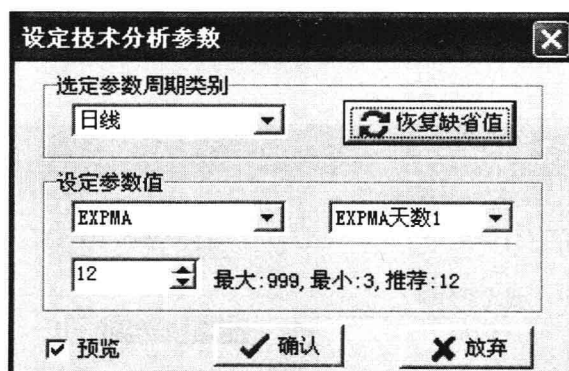 设定技术分析参数
选定参数周期类别
日线 恢复缺省值
设定参数值
EXPMA EXPMA天数1
12 最大:999,最小:3,推荐:12
预览 确认 放弃